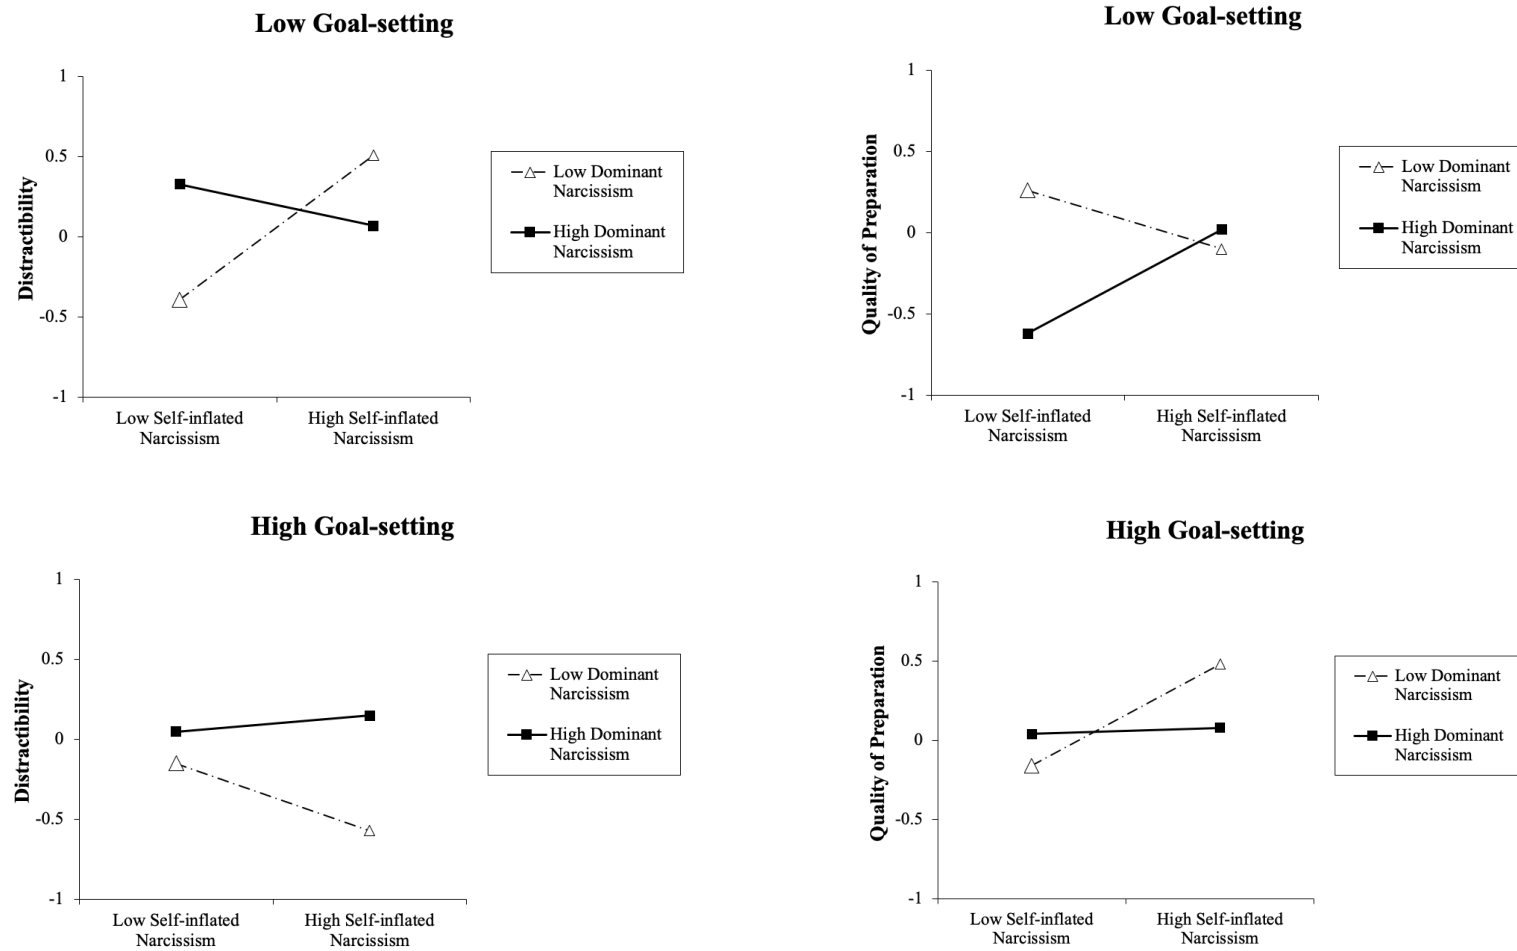 Low Goal-setting
1
0.5
0
-0.5
-1
Distractibility
Low Self-inflated
Narcissism
High Self-inflated
Narcissism
Low Dominant
Narcissism
High Dominant
Narcissism
Low Goal-setting
1
0.5
0
-0.5
-1
Quality of Preparation
Low Self-inflated
Narcissism
High Self-inflated
Narcissism
Low Dominant
Narcissism
High Dominant
Narcissism
High Goal-setting
1
0.5
0
-0.5
-1
Distractibility
Low Self-inflated
Narcissism
High Self-inflated
Narcissism
Low Dominant
Narcissism
High Dominant
Narcissism
High Goal-setting
1
0.5
0
-0.5
-1
Quality of Preparation
Low Self-inflated
Narcissism
High Self-inflated
Narcissism
Low Dominant
Narcissism
High Dominant
Narcissism